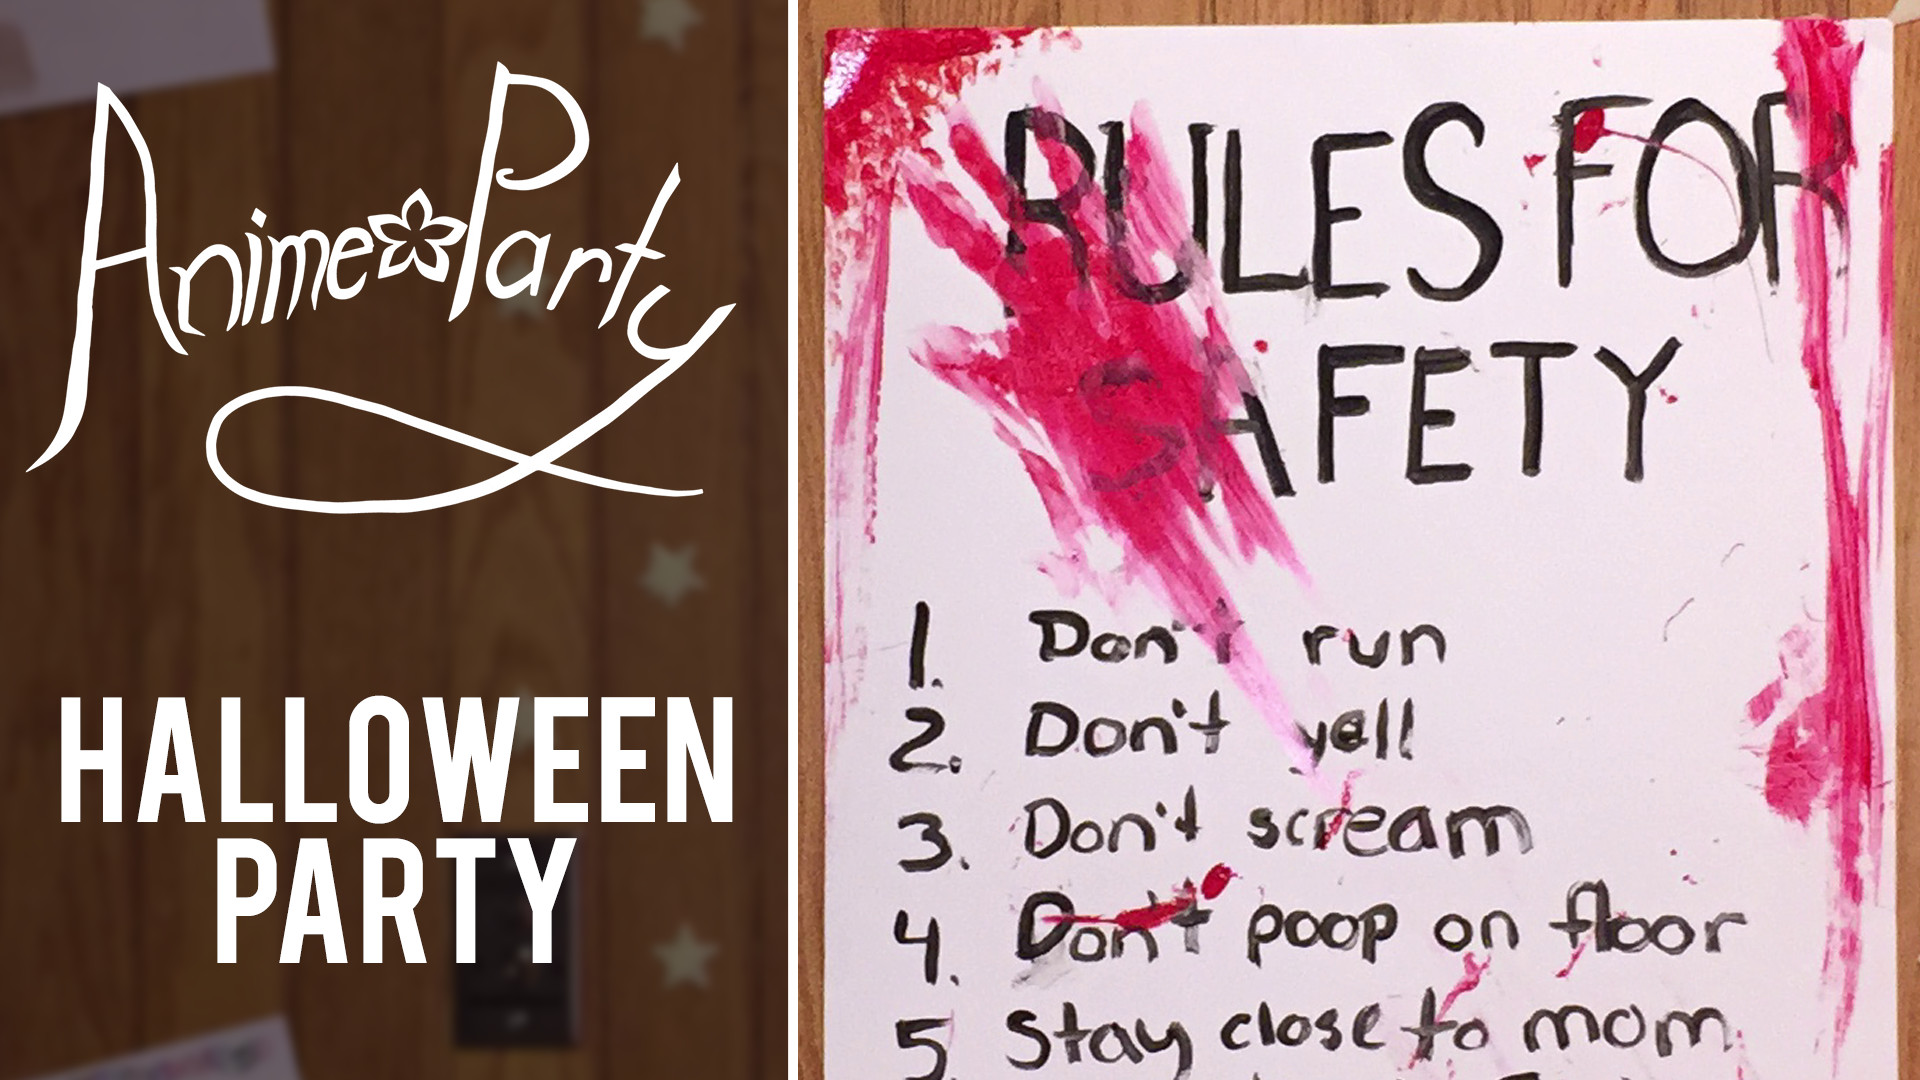 Anime Party
HALLOWEEN
PARTY
RULES FOR
SAFETY
1. Don't run
2. Don't yell
3. Don't scream
4. Don't poop on floor
5. Stay close to mom